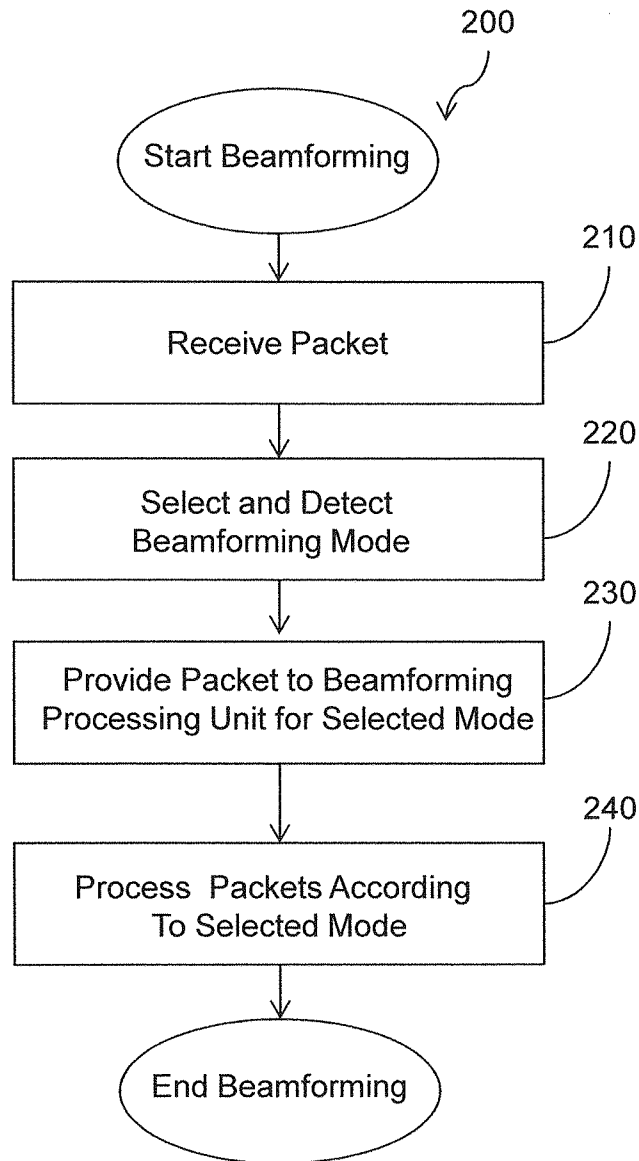 200
Start Beamforming
210
Receive Packet
220
Select and Detect
Beamforming Mode
230
Provide Packet to Beamforming
Processing Unit for Selected Mode
240
Process Packets According
To Selected Mode
End Beamforming